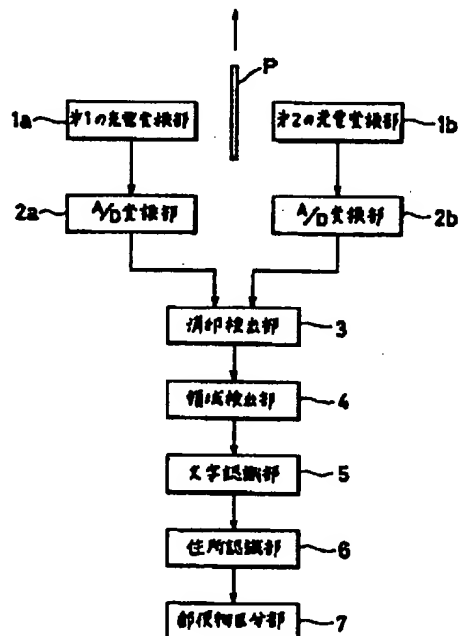 P
1a
才1の光電変換部
才2の光電変換部
1b
2a
A/D変換部
A/D変換部
2b
消印検出部
3
領域検出部
4
文字認識部
5
住所認識部
6
郵便物区分部
7